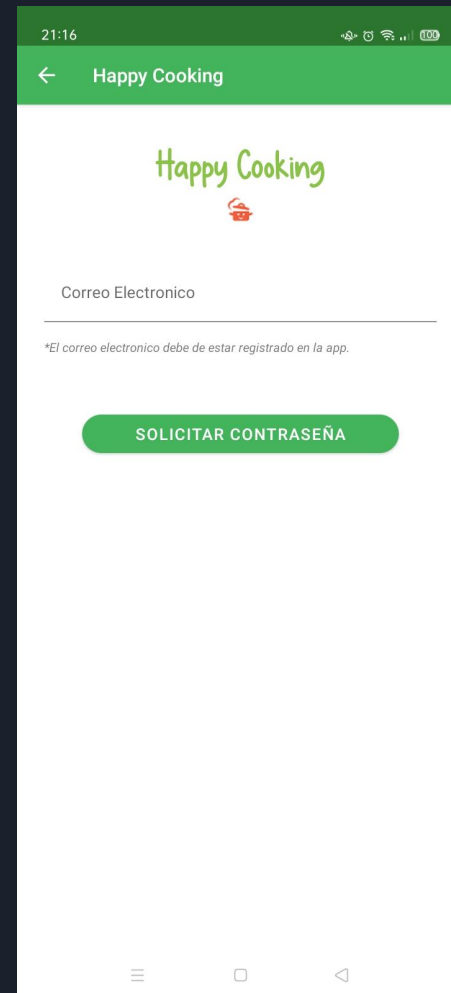 21:16
100
Happy Cooking
Happy Cooking
Correo Electronico
*El correo electronico debe de estar registrado en la app.
SOLICITAR CONTRASEÑA